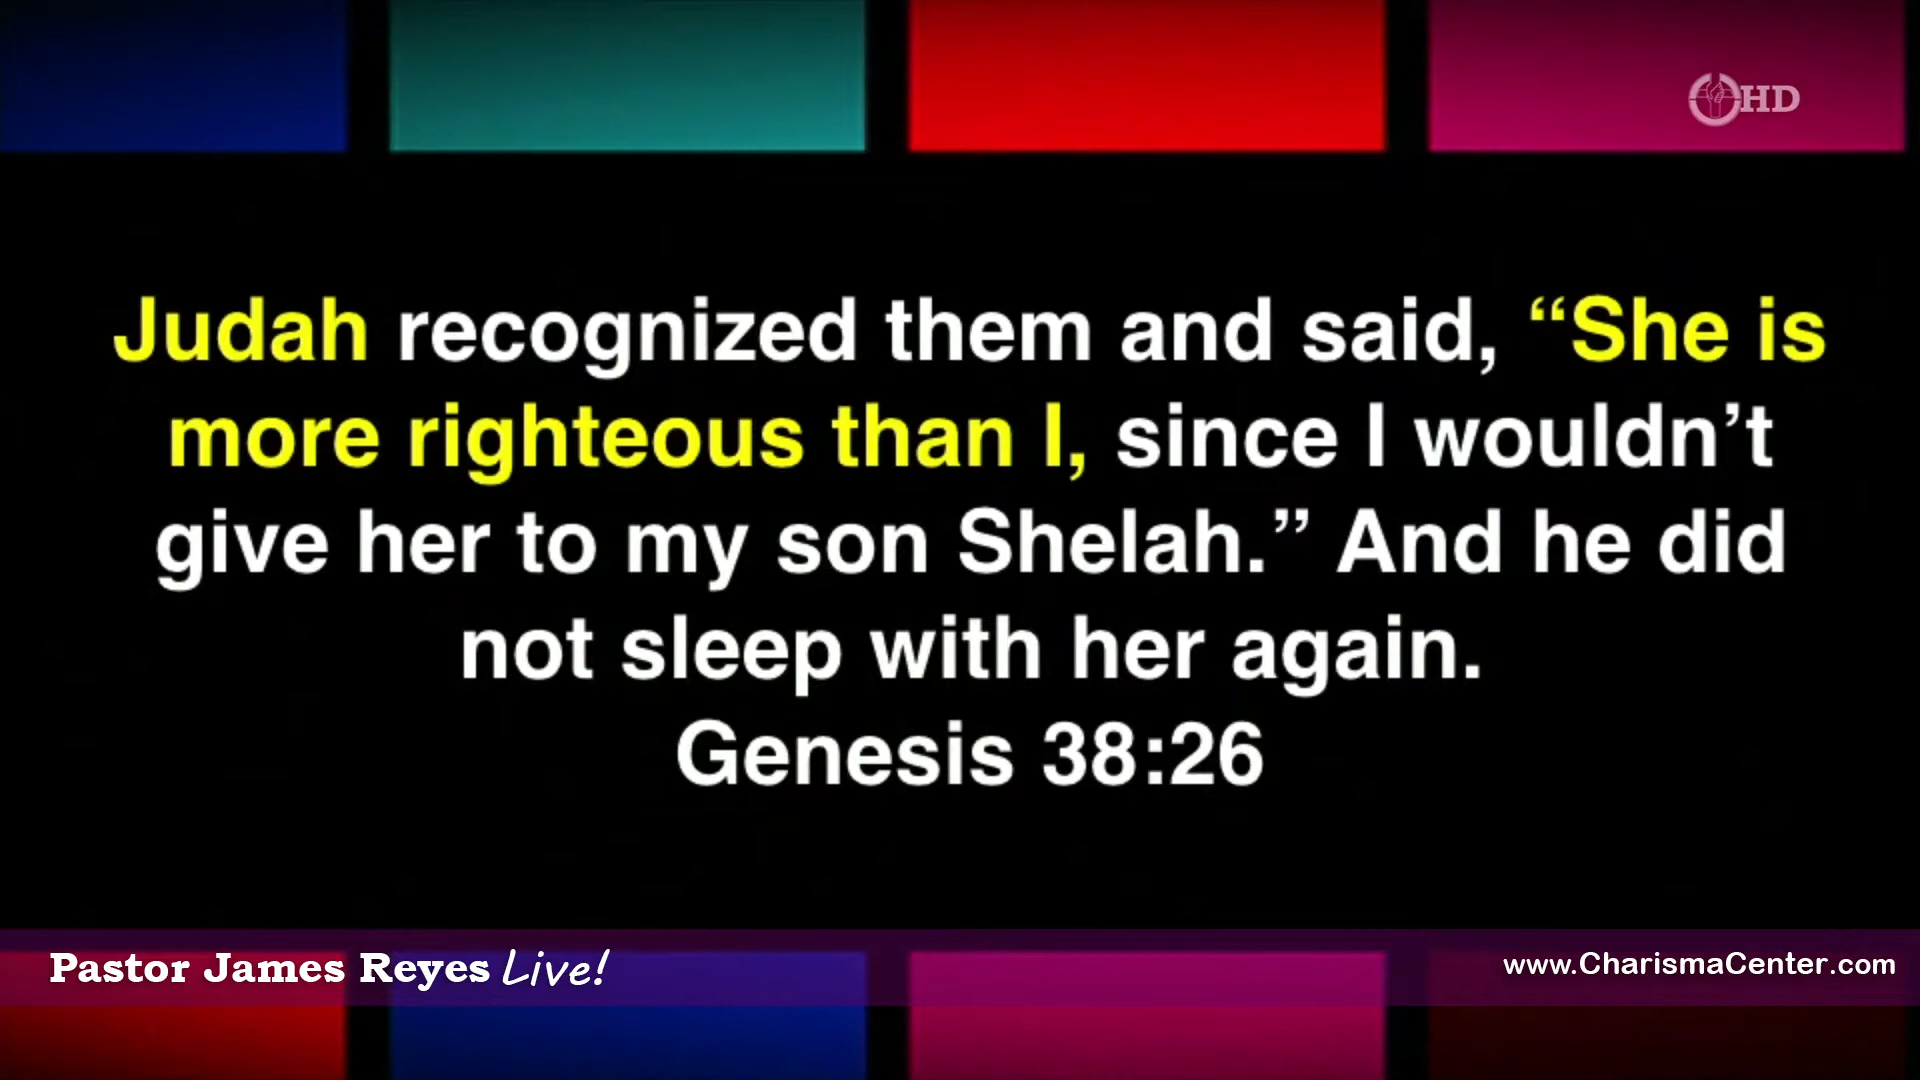 HD
Judah recognized them and said, “She is
more righteous than I, since I wouldn’t
give her to my son Shelah.” And he did
not sleep with her again.
Genesis 38:26
Pastor James Reyes Live!
www.CharismaCenter.com